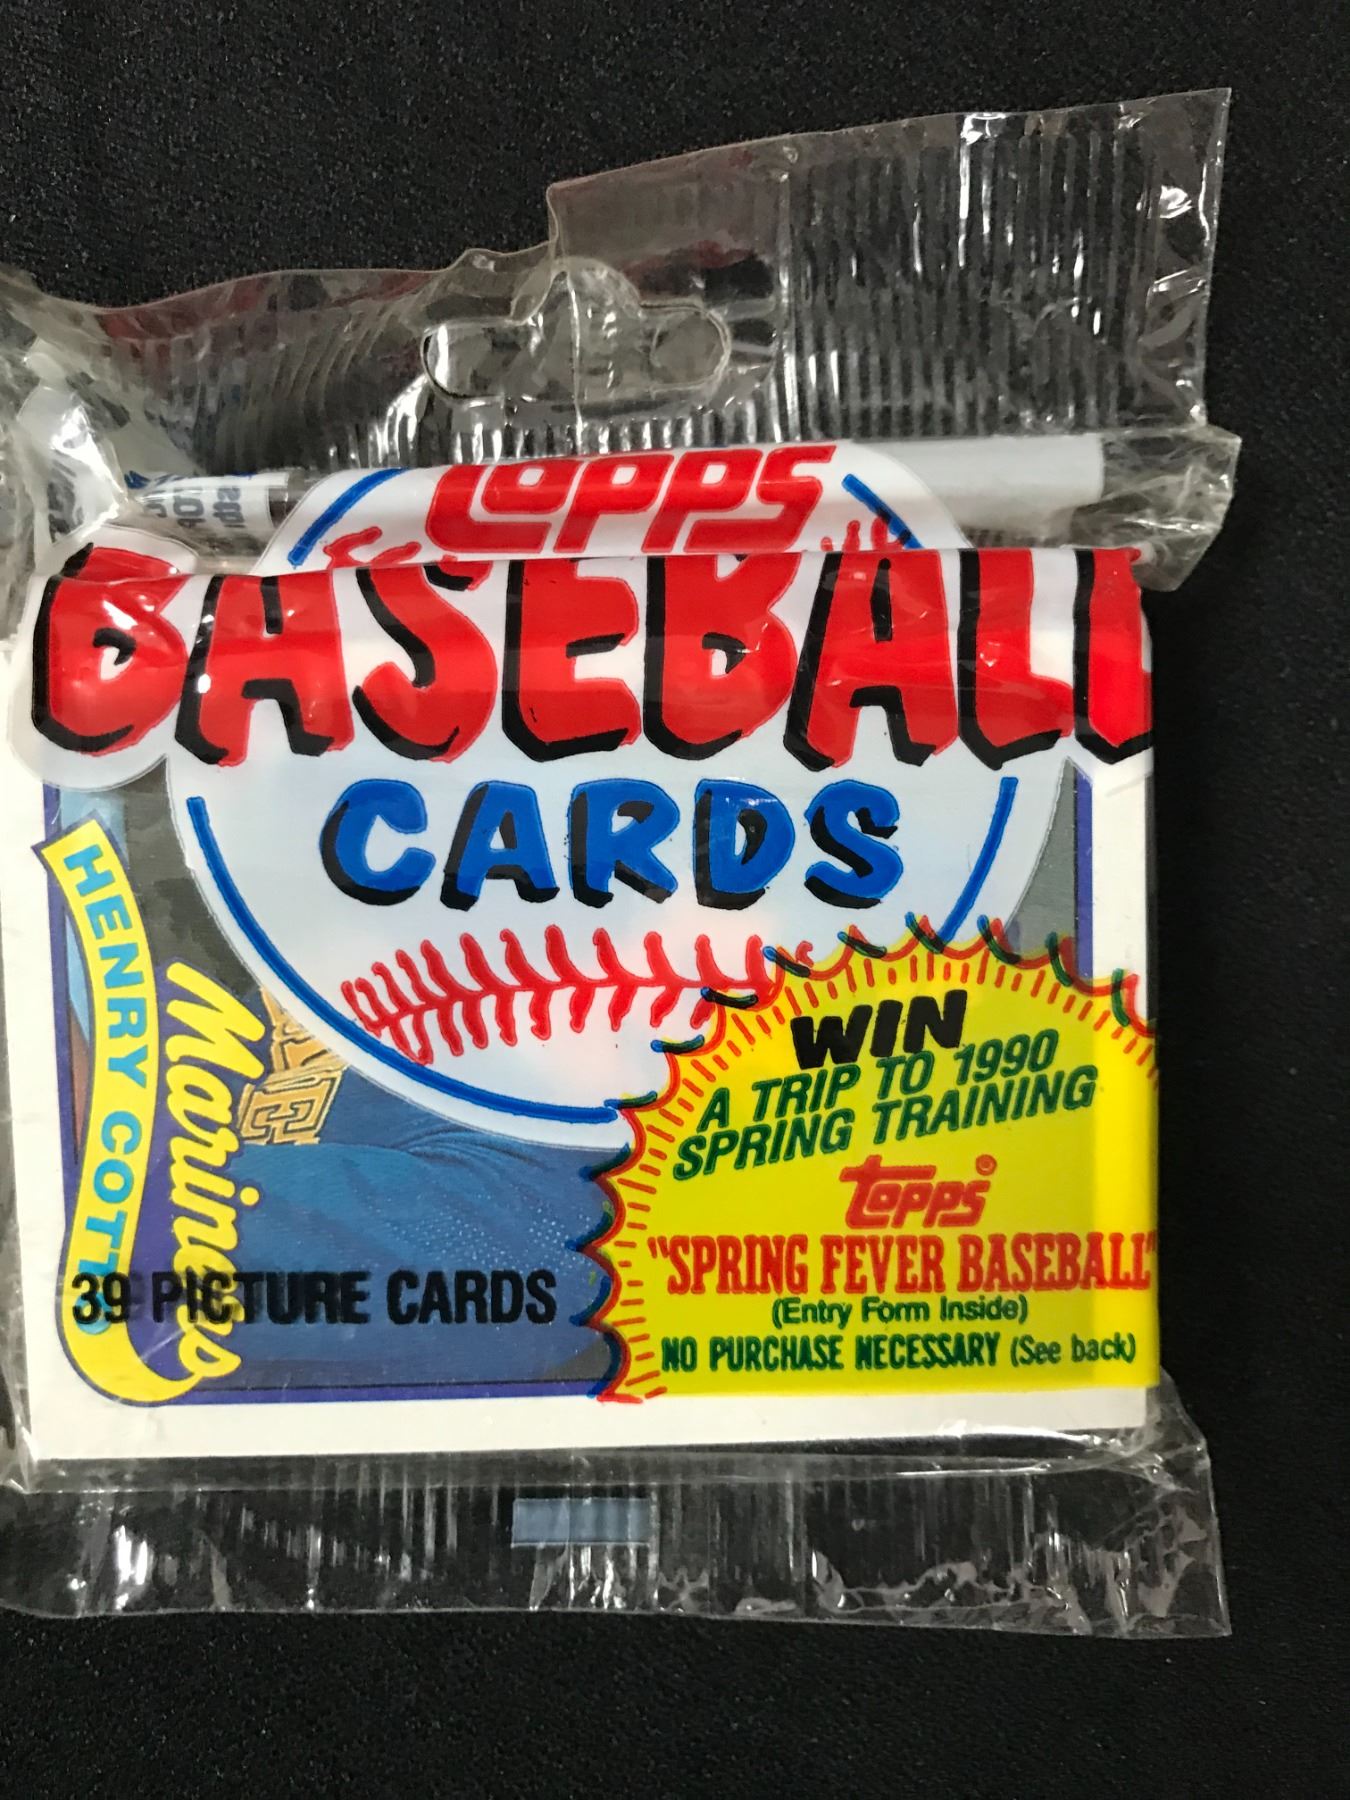 TOPPS
BASEBALL
CARDS
HENRY COTTO
Mariners
39 PICTURE CARDS
WIN
A TRIP TO 1990
SPRING TRAINING
TOPPS®
"SPRING FEVER BASEBALL"
(Entry Form Inside)
NO PURCHASE NECESSARY (See back)